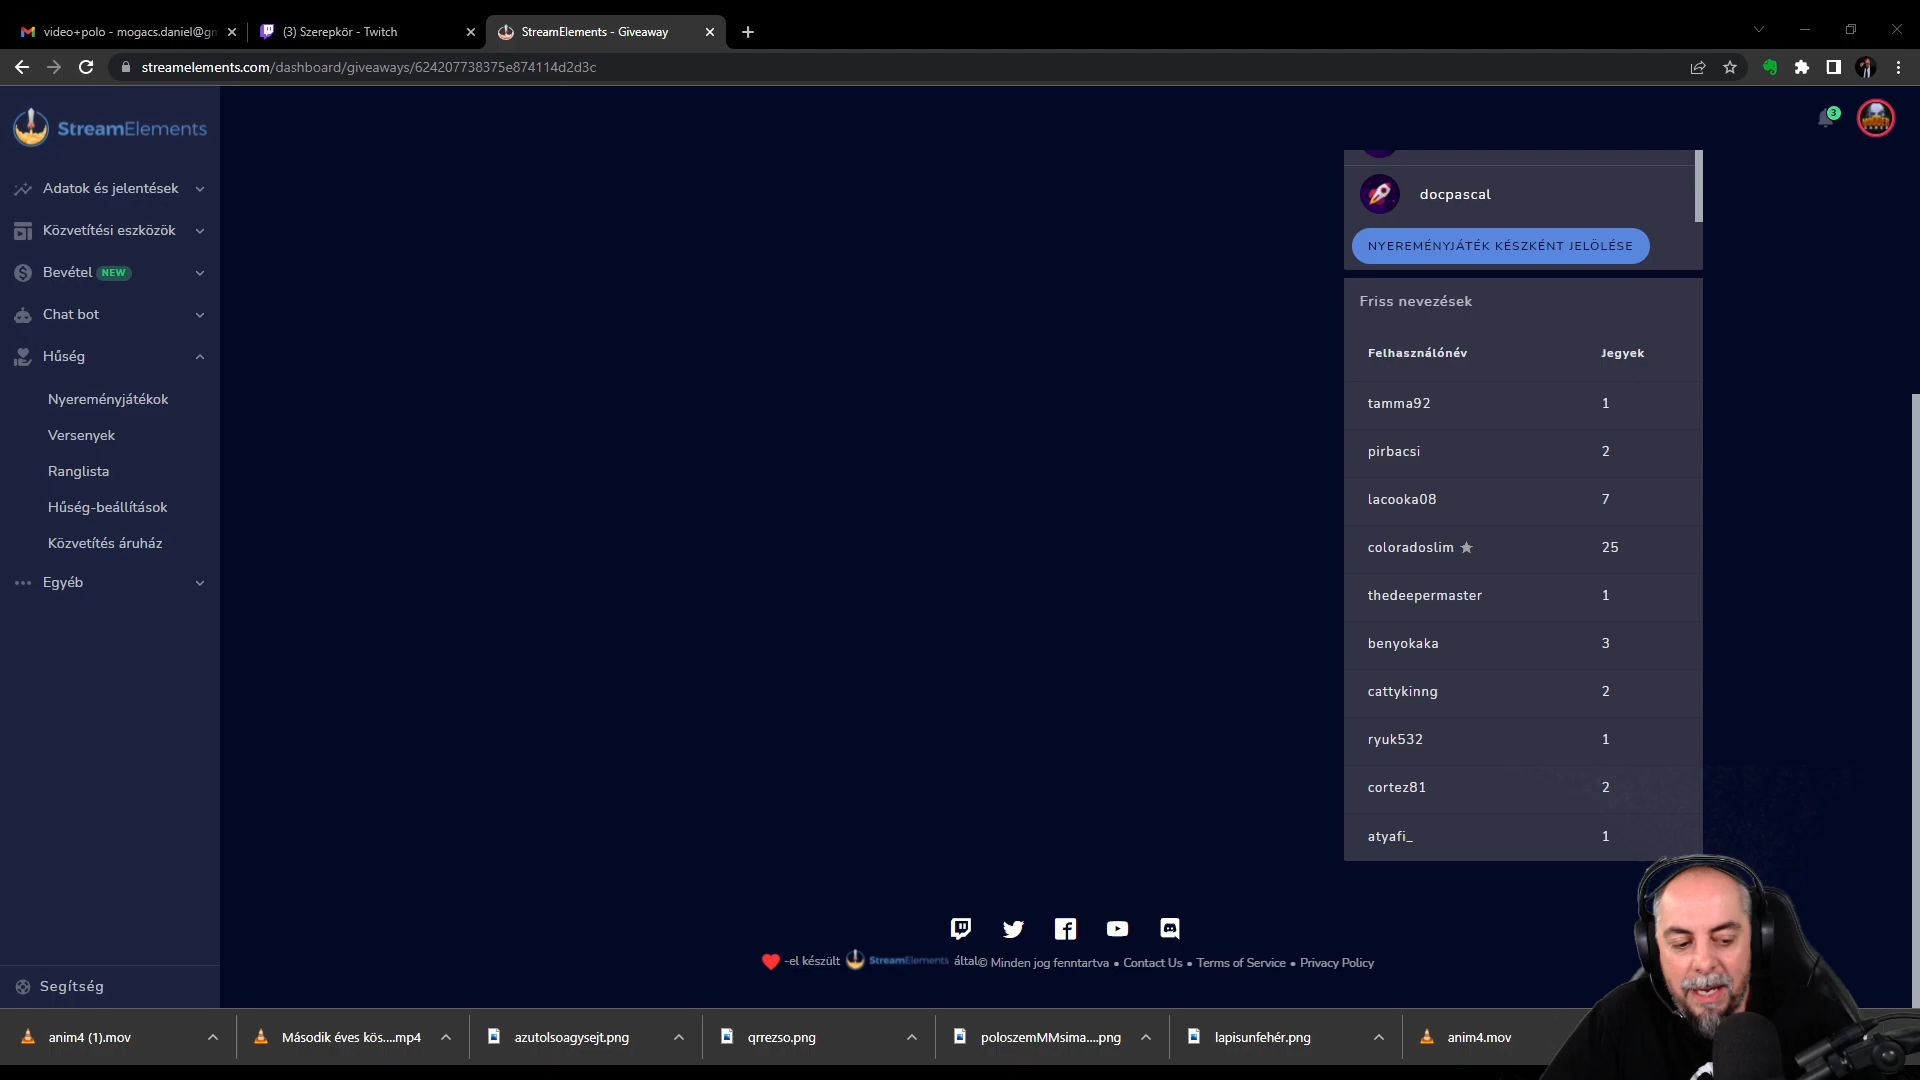 video+polo - mogacs.daniel@gm
(3) Szerepkör - Twitch
StreamElements - Giveaway
streamelements.com/dashboard/giveaways/624207738375e874114d2d3c
StreamElements
3
Adatok és jelentések
Közvetítési eszközök
Bevétel NEW
Chat bot
Hűség
Nyereményjátékok
Versenyek
Ranglista
Hűség-beállítások
Közvetítés áruház
Egyéb
Segítség
docpascal
NYEREMÉNYJÁTÉK KÉSZKÉNT JELÖLÉSE
Friss nevezések
Felhasználónév Jegyek
tamma92 1
pirbacsi 2
lacooka08 7
coloradoslim ★ 25
thedeepermaster 1
benyokaka 3
cattykinng 2
ryuk532 1
cortez81 2
atyafi_ 1
-el készült StreamElements által© Minden jog fenntartva • Contact Us • Terms of Service • Privacy Policy
anim4 (1).mov
Második éves kös....mp4
azutolsoagysejt.png
qrrezso.png
poloszemMMsima....png
lapisunfehér.png
anim4.mov